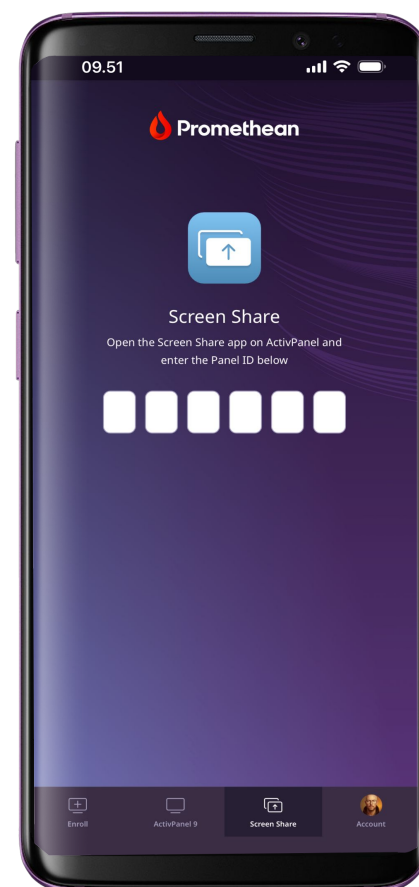 09.51
Promethean
Screen Share
Open the Screen Share app on ActivPanel and
enter the Panel ID below
Enroll
ActivPanel 9
Screen Share
Account